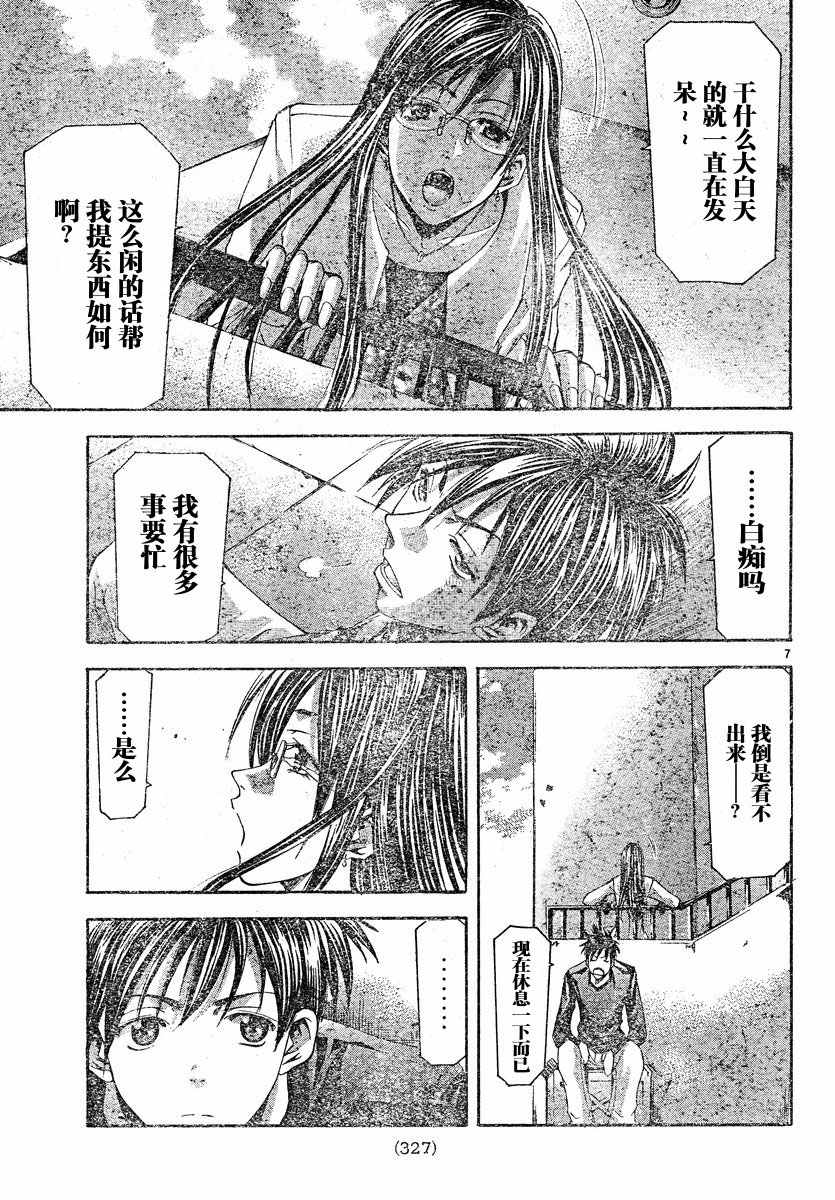 干什么大白天
的就一直在发
呆～～
这么闲的话帮
我提东西如何
啊？
……白痴吗
我有很多
事要忙
7
我倒是看不
出来——？
现在休息一下而已
……是么
………
(327)